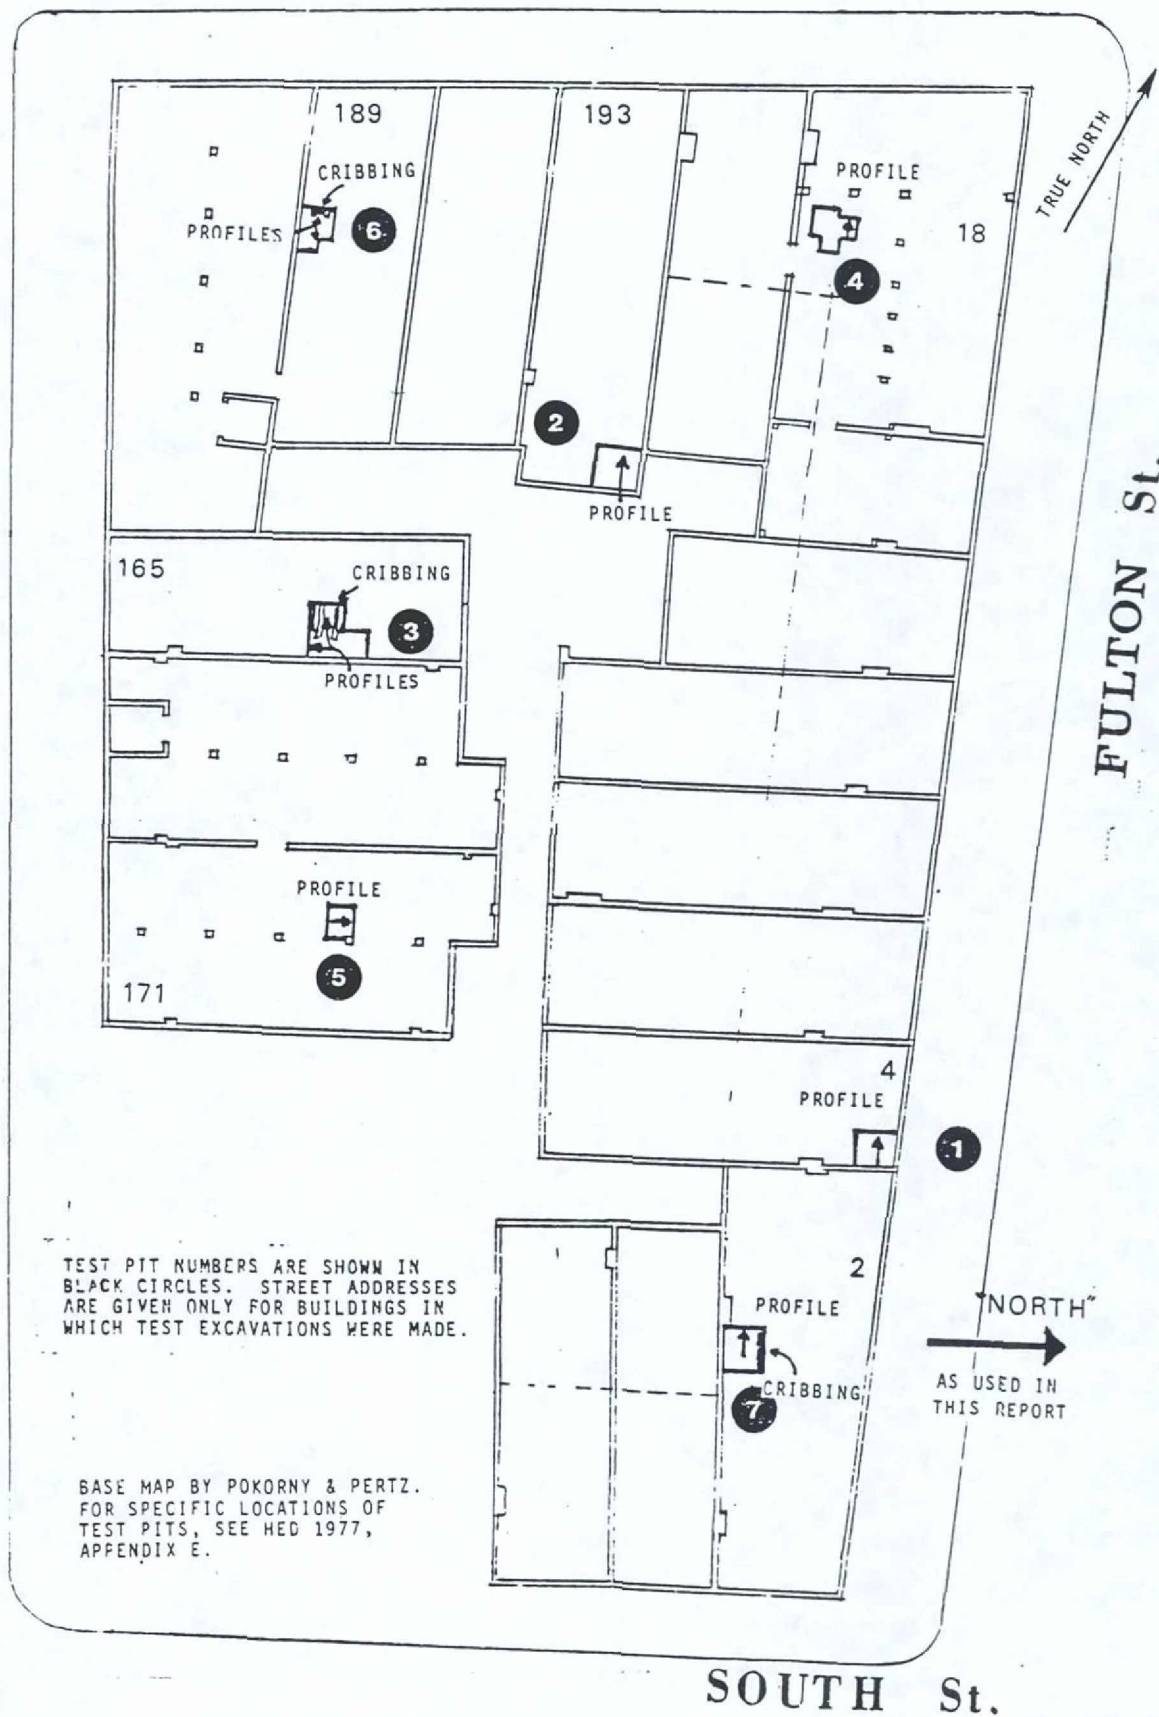 189
193
CRIBBING
PROFILE
TRUE NORTH
PROFILES
6
18
4
2
PROFILE
FULTON St.
165
CRIBBING
3
PROFILES
PROFILE
5
171
4
PROFILE
1
TEST PIT NUMBERS ARE SHOWN IN
BLACK CIRCLES. STREET ADDRESSES
ARE GIVEN ONLY FOR BUILDINGS IN
WHICH TEST EXCAVATIONS WERE MADE.
2
PROFILE
"NORTH"
AS USED IN
THIS REPORT
CRIBBING
7
BASE MAP BY POKORNY & PERTZ.
FOR SPECIFIC LOCATIONS OF
TEST PITS, SEE HED 1977,
APPENDIX E.
SOUTH St.